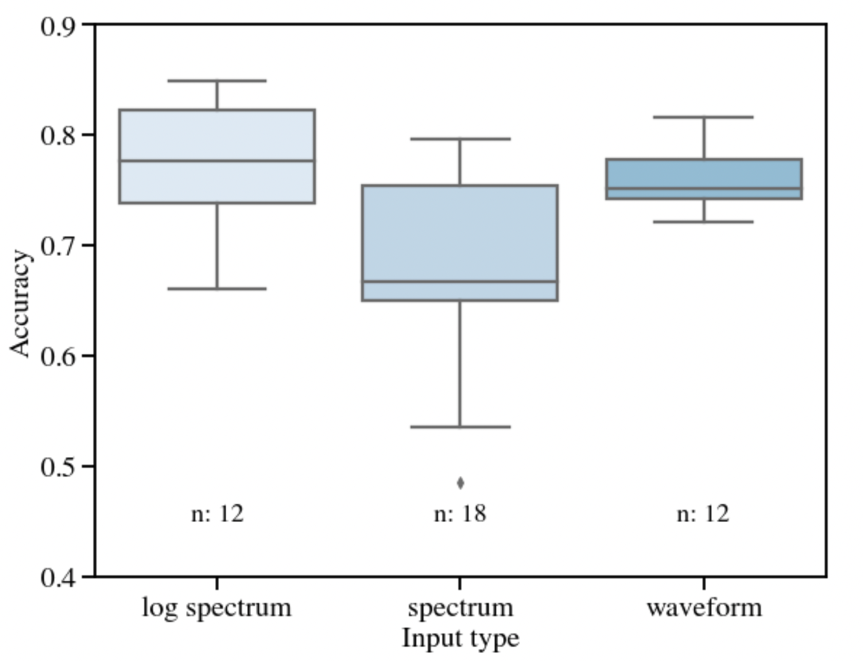 0.9
0.8
0.7
0.6
0.5
0.4
Accuracy
n: 12
n: 18
n: 12
log spectrum
spectrum
waveform
Input type